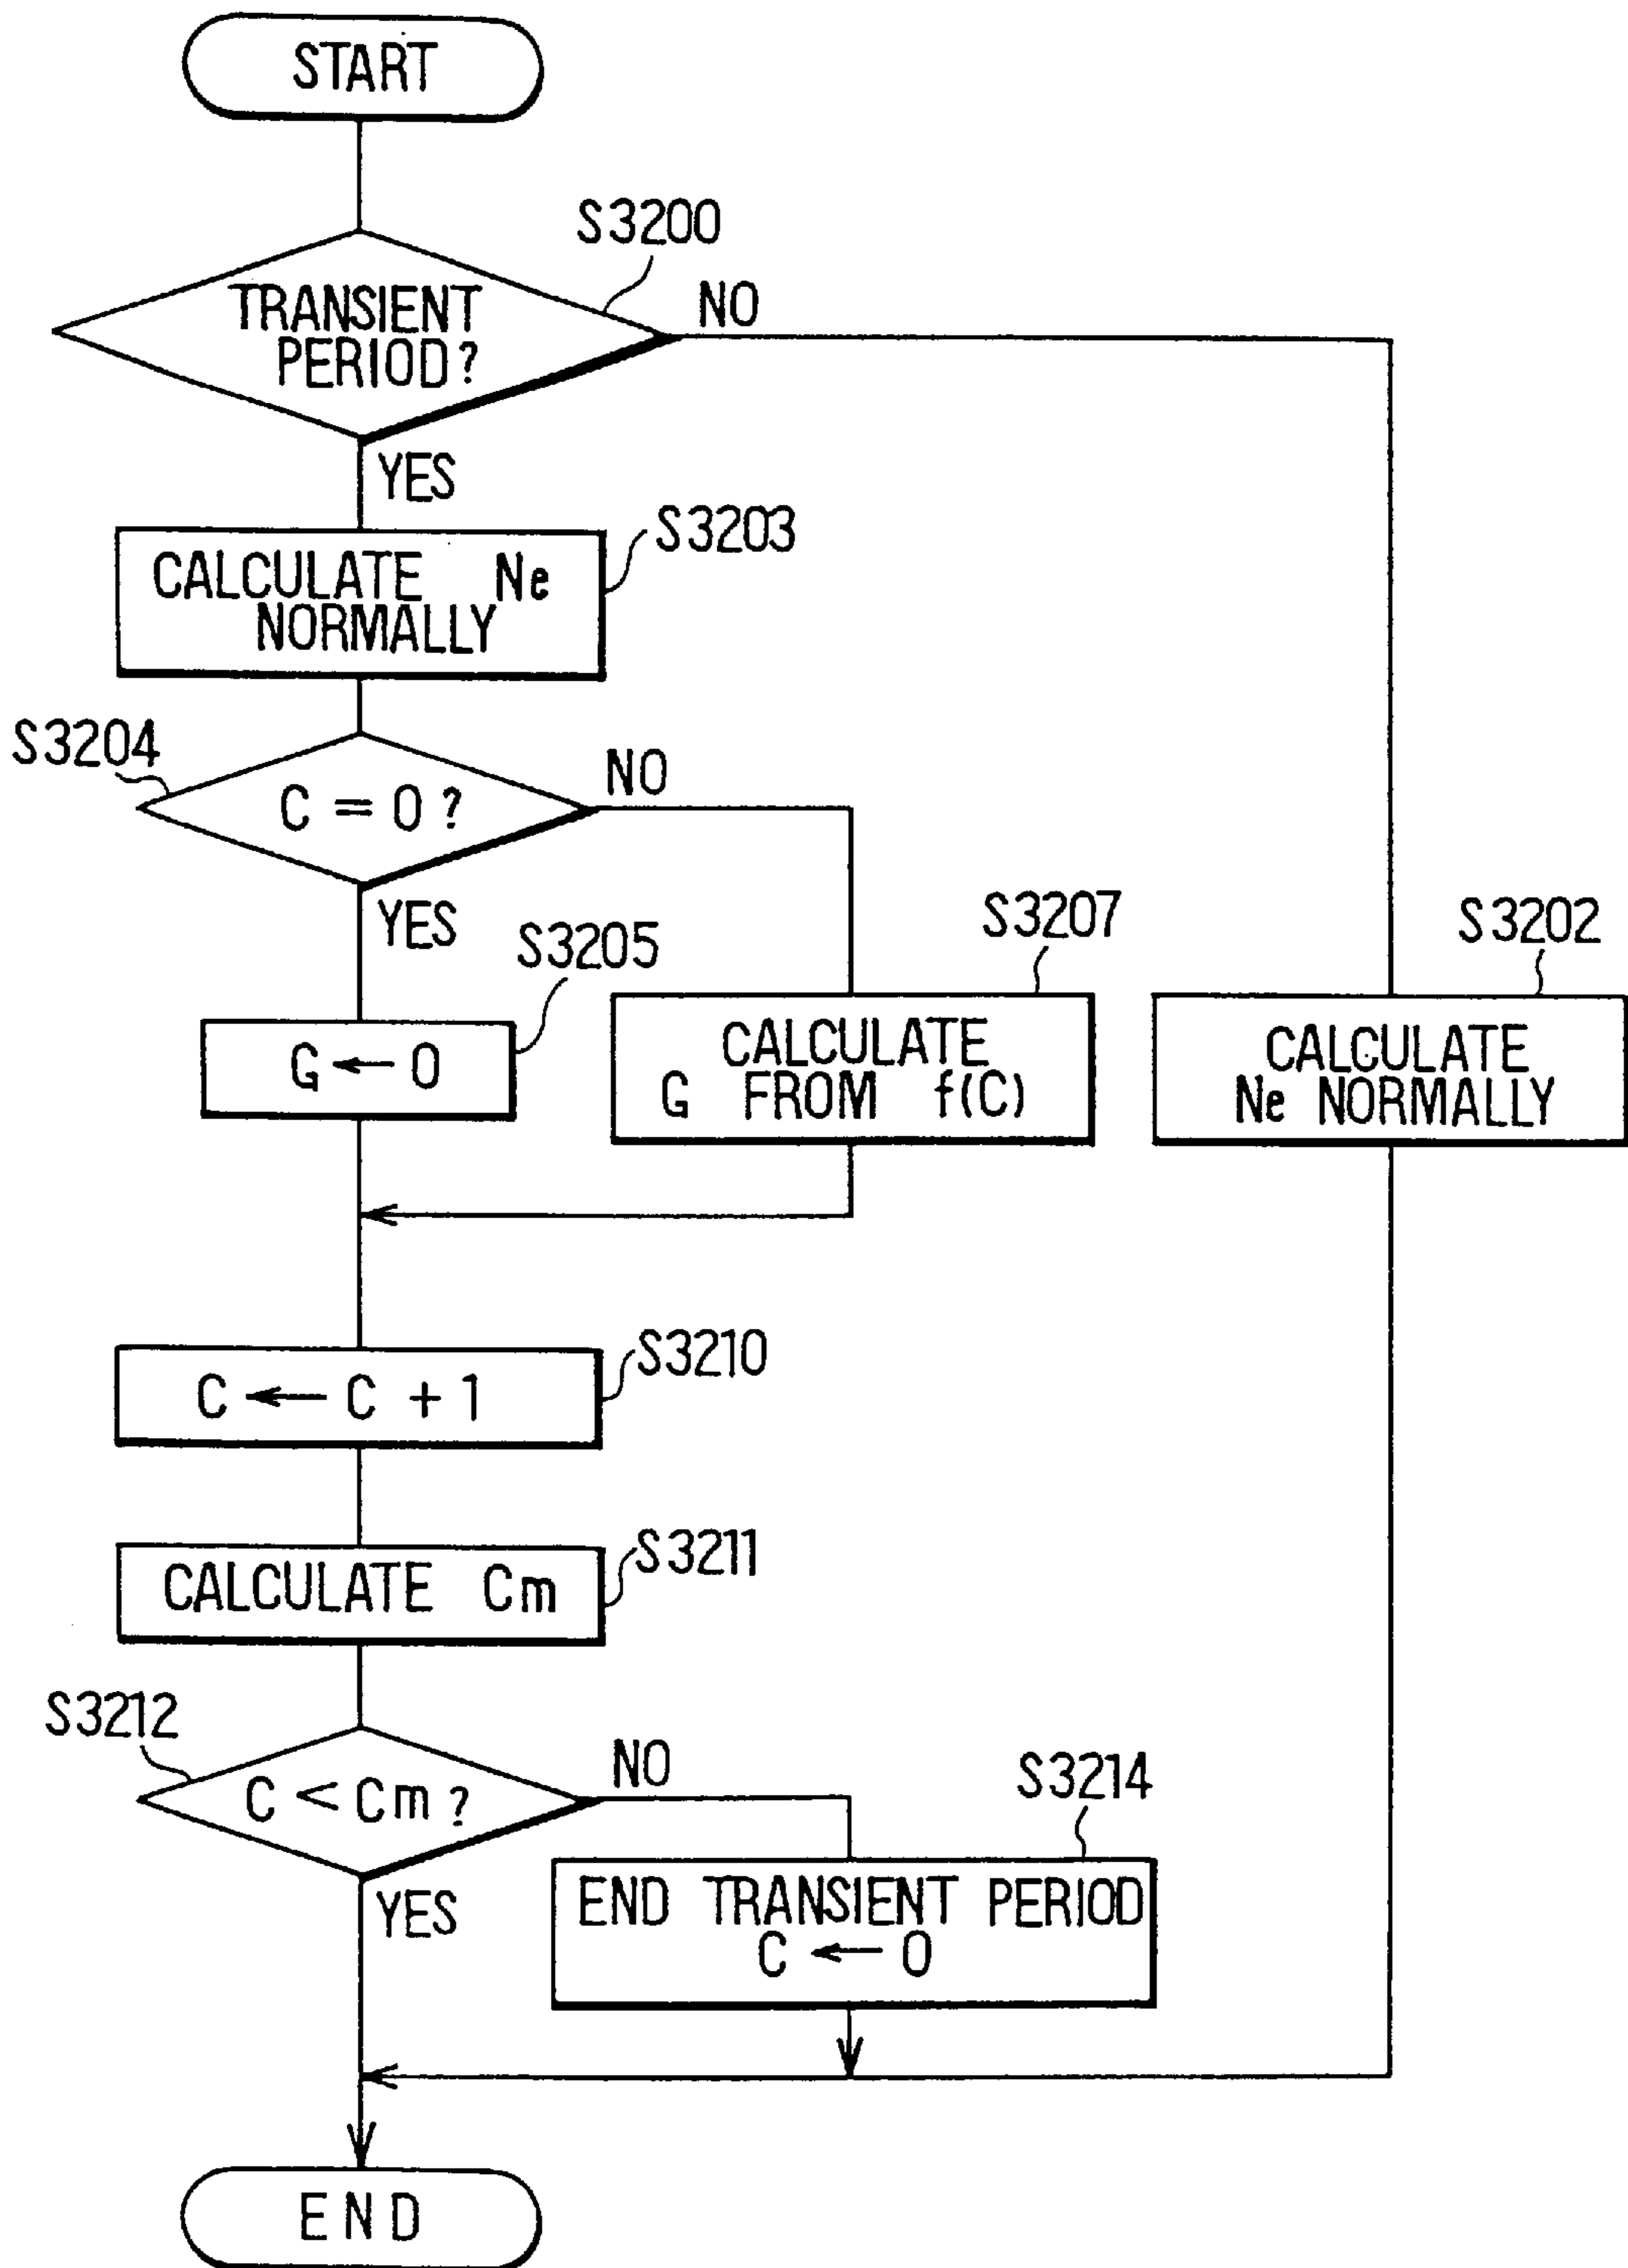 START
S3200
TRANSIENT
PERIOD?
NO
YES
S3203
CALCULATE Ne
NORMALLY
S3204
C = 0 ?
NO
YES
S3205
G ← 0
S3207
CALCULATE
G FROM f(C)
S3202
CALCULATE
Ne NORMALLY
S3210
C ← C + 1
S3211
CALCULATE Cm
S3212
C < Cm ?
NO
YES
S3214
END TRANSIENT PERIOD
C ← 0
END